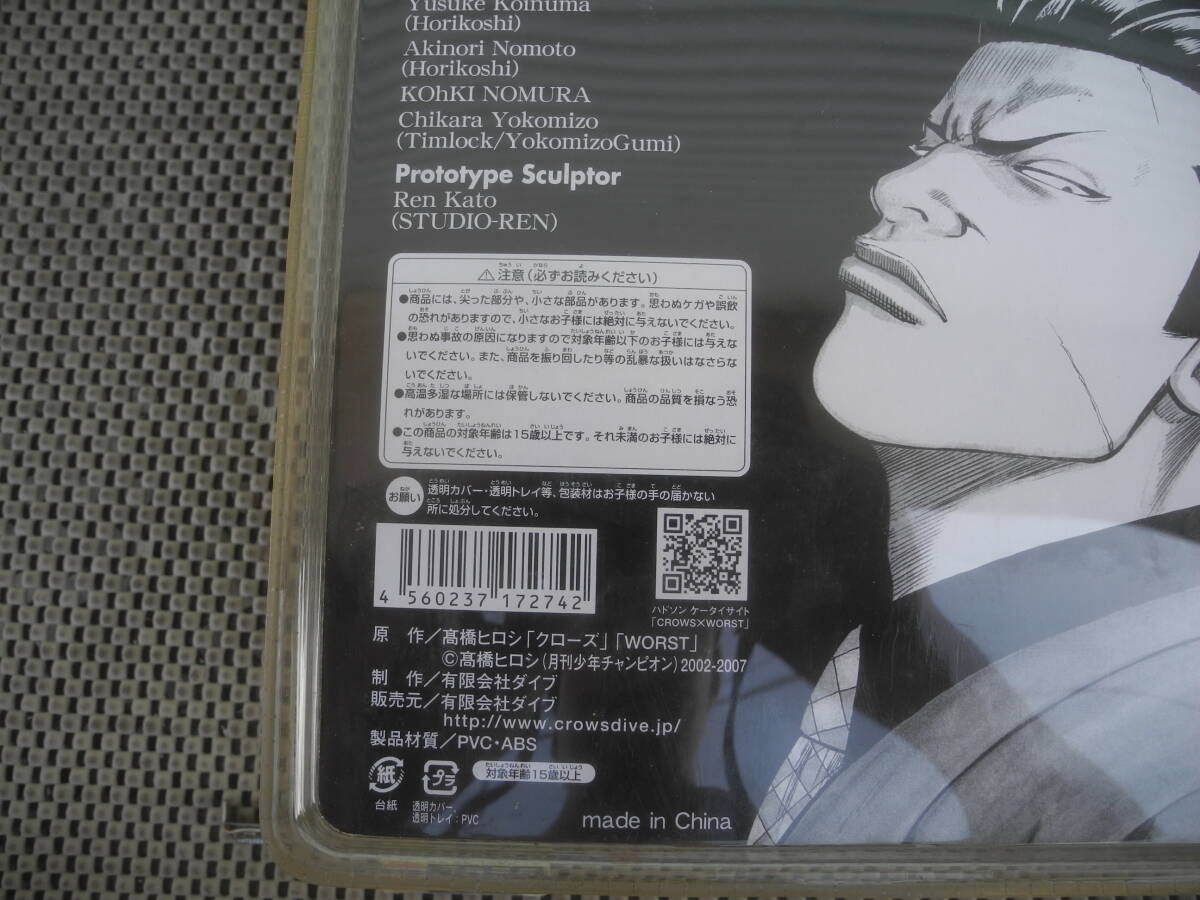 Yusuke Koinuma
(Horikoshi)
Akinori Nomoto
(Horikoshi)
KOhKI NOMURA
Chikara Yokomizo
(Timlock/YokomizoGumi)
Prototype Sculptor
Ren Kato
(STUDIO-REN)
⚠注意(必ずお読みください)
●商品には、尖った部分や、小さな部品があります。思わぬケガや誤飲
の恐れがありますので、小さなお子様には絶対に与えないでください。
●思わぬ事故の原因になりますので対象年齢以下のお子様には与えな
いでください。また、商品を振り回したり等の乱暴な扱いはなさらな
いでください。
●高温多湿な場所には保管しないでください。商品の品質を損なう恐
れがあります。
●この商品の対象年齢は15歳以上です。それ未満のお子様には絶対に
与えないでください。
お願い 透明カバー・透明トレイ等、包装材はお子様の手の届かない
所に処分してください。
4 560237 172742
ハドソン ケータイサイト
「CROWS×WORST」
原 作/髙橋ヒロシ「クローズ」「WORST」
©髙橋ヒロシ(月刊少年チャンピオン)2002-2007
制 作/有限会社ダイブ
販売元/有限会社ダイブ
http://www.crowsdive.jp/
製品材質/PVC・ABS
紙 プラ 対象年齢15歳以上
台紙 透明カバー、
透明トレイ:PVC
made in China